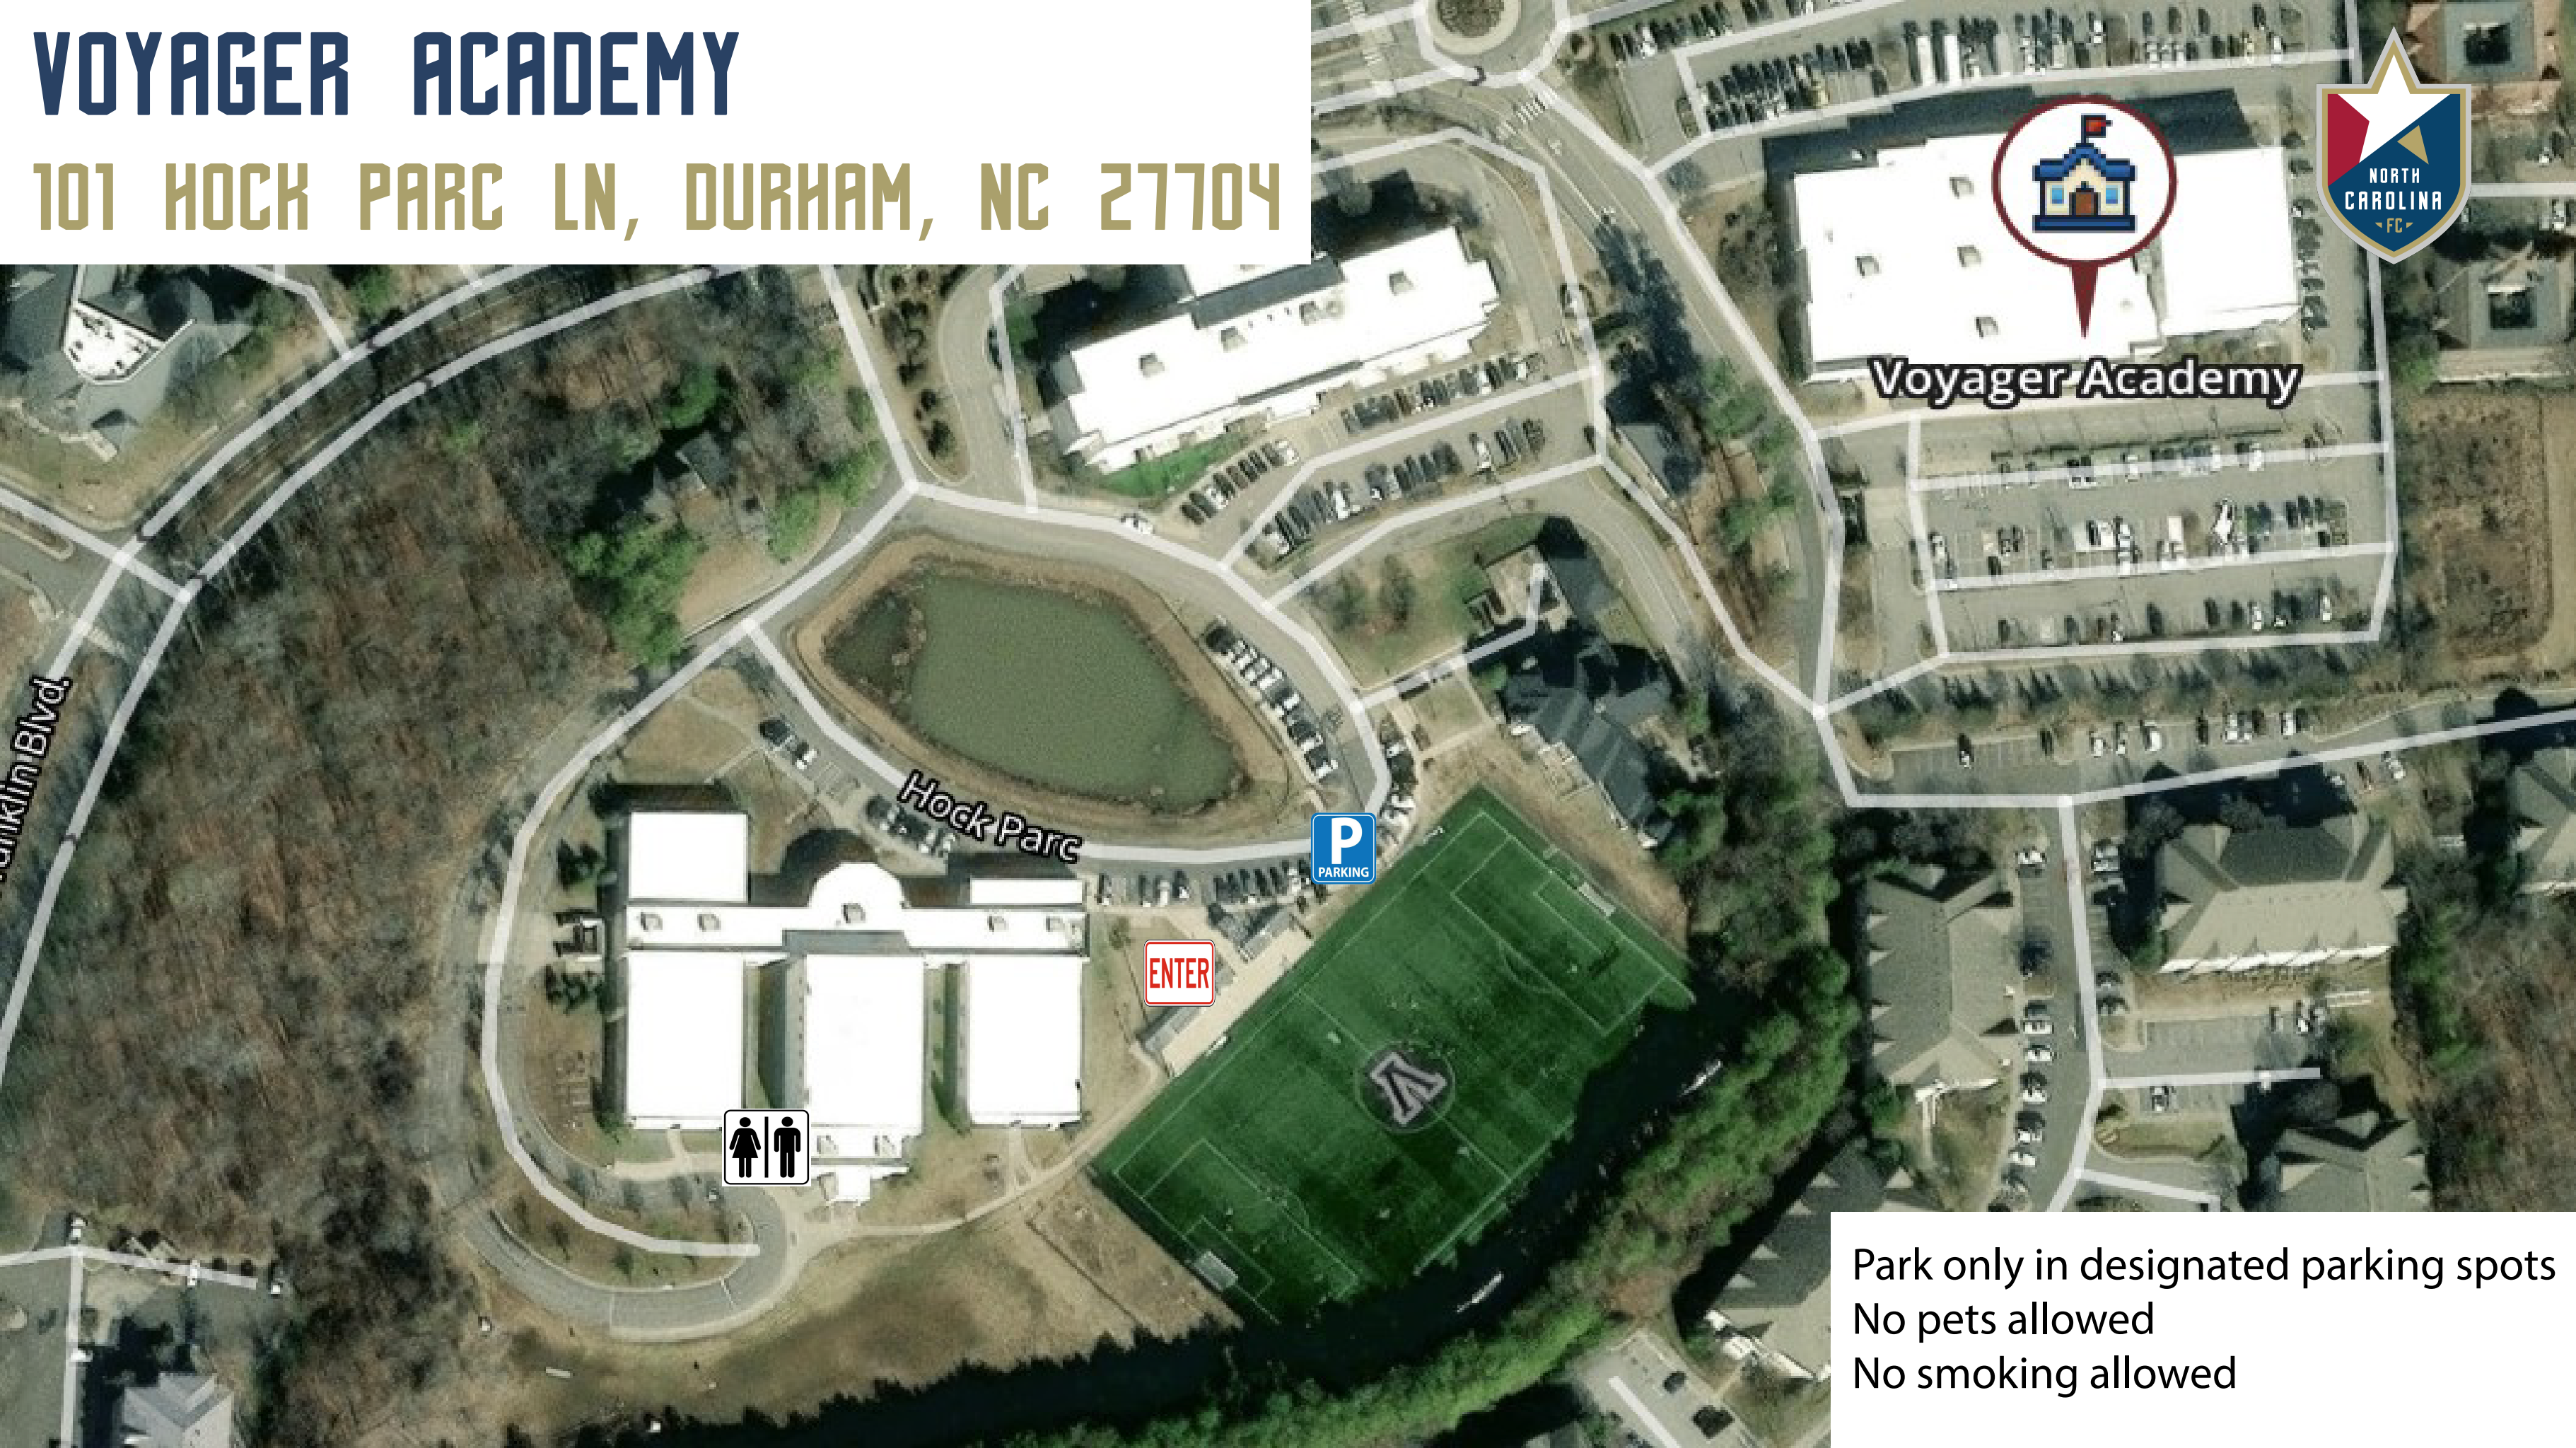 VOYAGER ACADEMY
101 HOCK PARC LN, DURHAM, NC 27704
NORTH
CAROLINA
FC
Voyager Academy
Blvd.
Hock Parc
P
PARKING
ENTER
V
Park only in designated parking spots
No pets allowed
No smoking allowed